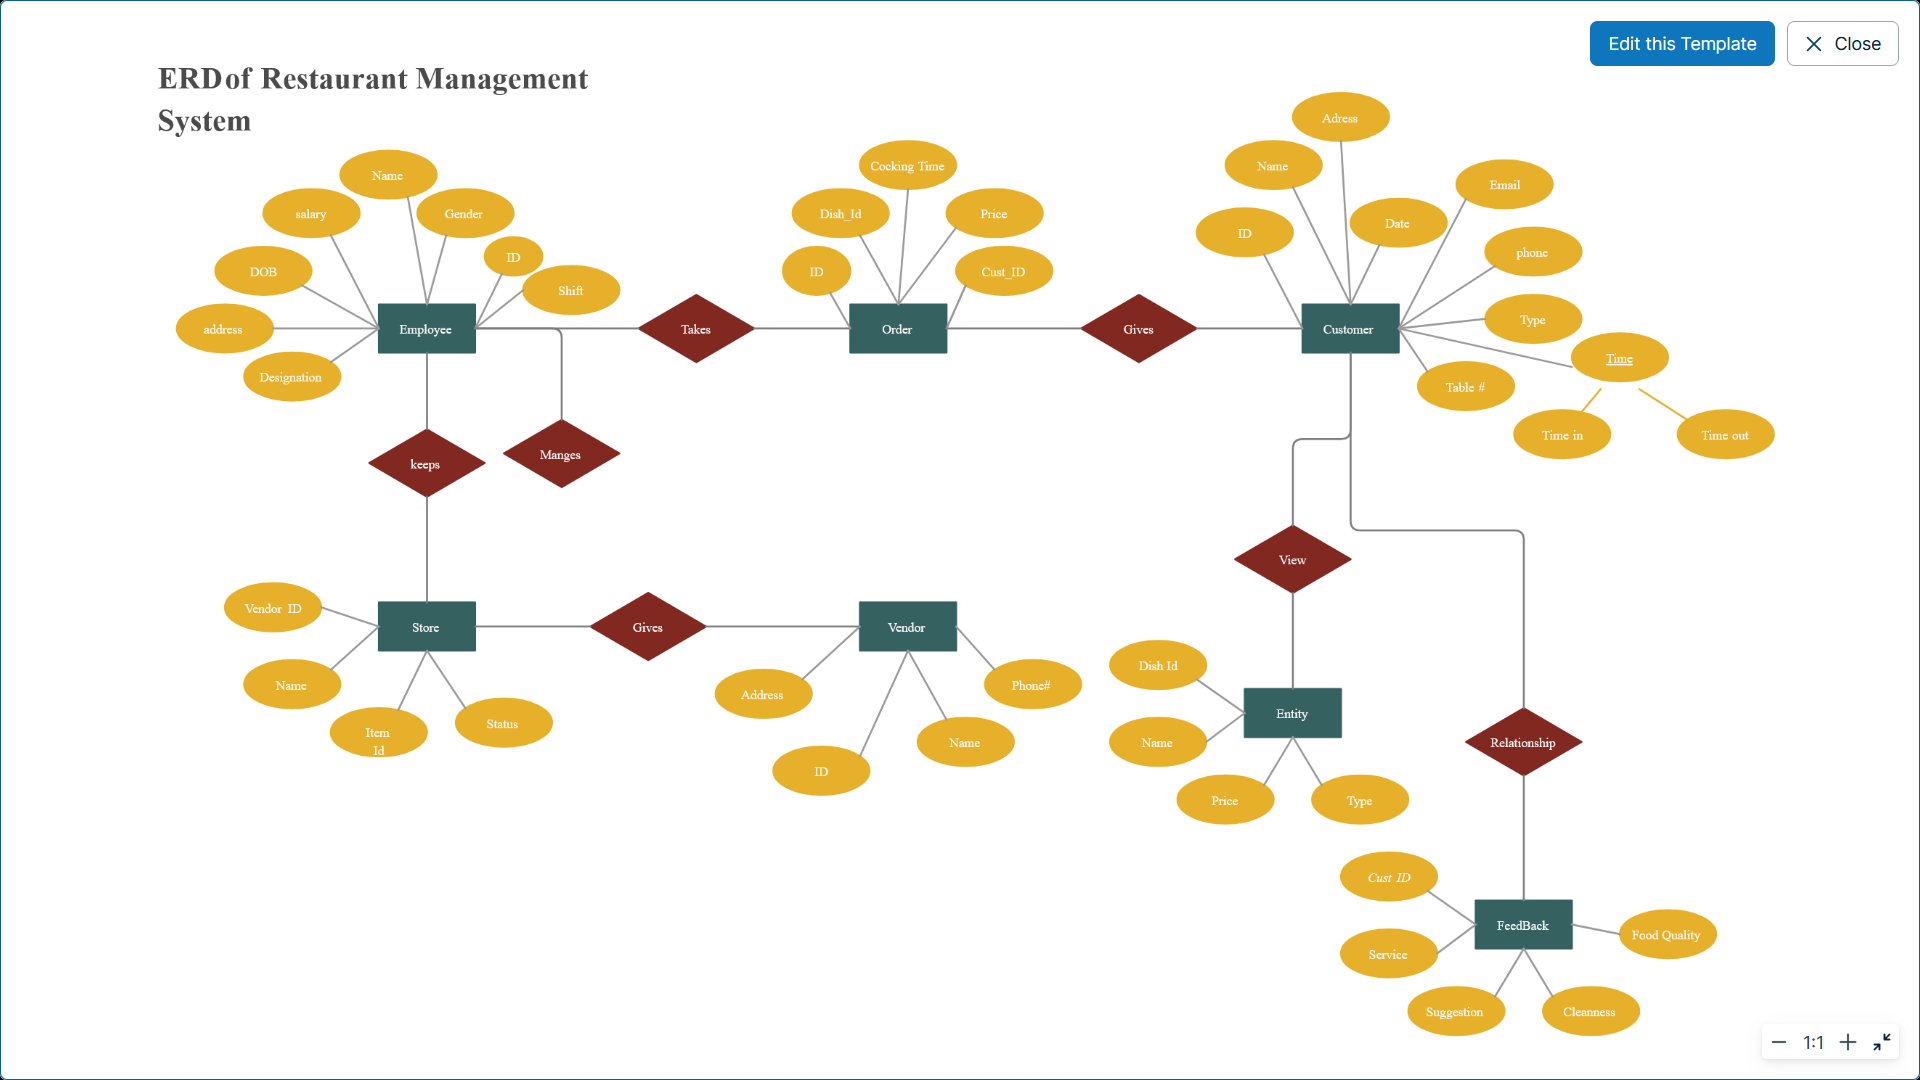 Edit this Template
Close
ERD of Restaurant Management
System
Adress
Name
Cocking Time
Name
Email
salary
Gender
Dish_Id
Price
Date
ID
phone
ID
DOB
ID
Cust_ID
Shift
Type
address
Employee
Takes
Order
Gives
Customer
Time
Designation
Table #
Time in
Time out
keeps
Manges
View
Vendor ID
Store
Gives
Vendor
Dish Id
Name
Address
Phone#
Entity
Item
Id
Status
Name
Name
Relationship
ID
Price
Type
Cust ID
FeedBack
Food Quality
Service
Suggestion
Cleanness
1:1